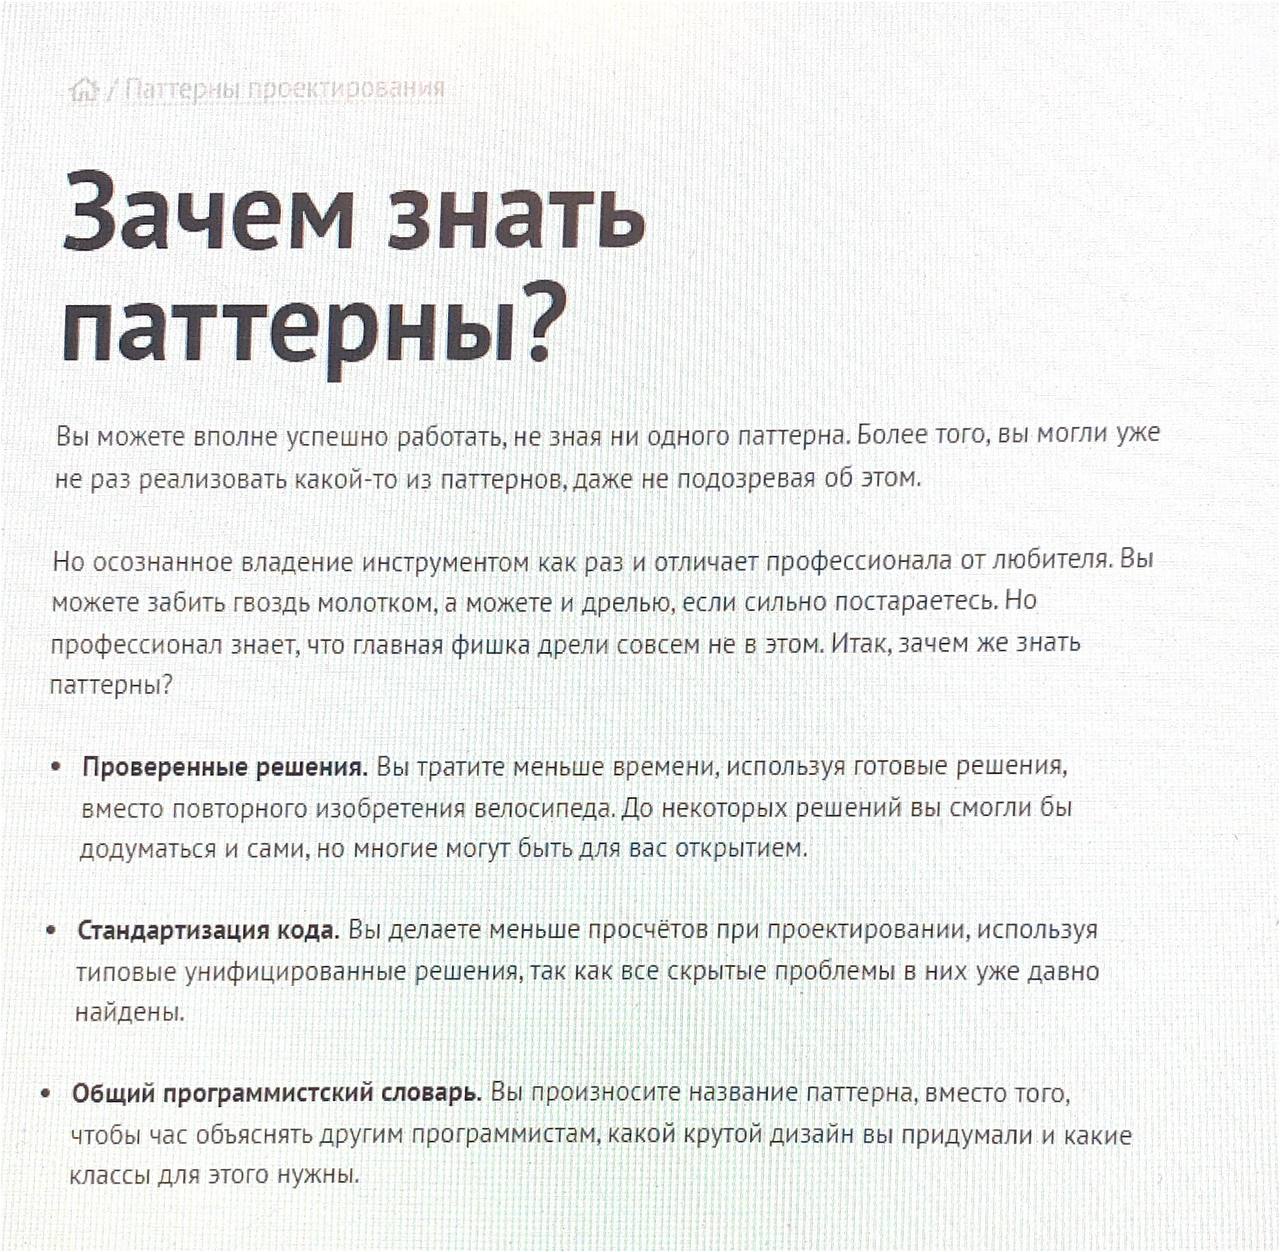 / Паттерны проектирования
Зачем знать
паттерны?
Вы можете вполне успешно работать, не зная ни одного паттерна. Более того, вы могли уже
не раз реализовать какой-то из паттернов, даже не подозревая об этом.
Но осознанное владение инструментом как раз и отличает профессионала от любителя. Вы
можете забить гвоздь молотком, а можете и дрелью, если сильно постараетесь. Но
профессионал знает, что главная фишка дрели совсем не в этом. Итак, зачем же знать
паттерны?
• Проверенные решения. Вы тратите меньше времени, используя готовые решения,
вместо повторного изобретения велосипеда. До некоторых решений вы смогли бы
додуматься и сами, но многие могут быть для вас открытием.
• Стандартизация кода. Вы делаете меньше просчётов при проектировании, используя
типовые унифицированные решения, так как все скрытые проблемы в них уже давно
найдены.
• Общий программистский словарь. Вы произносите название паттерна, вместо того,
чтобы час объяснять другим программистам, какой крутой дизайн вы придумали и какие
классы для этого нужны.